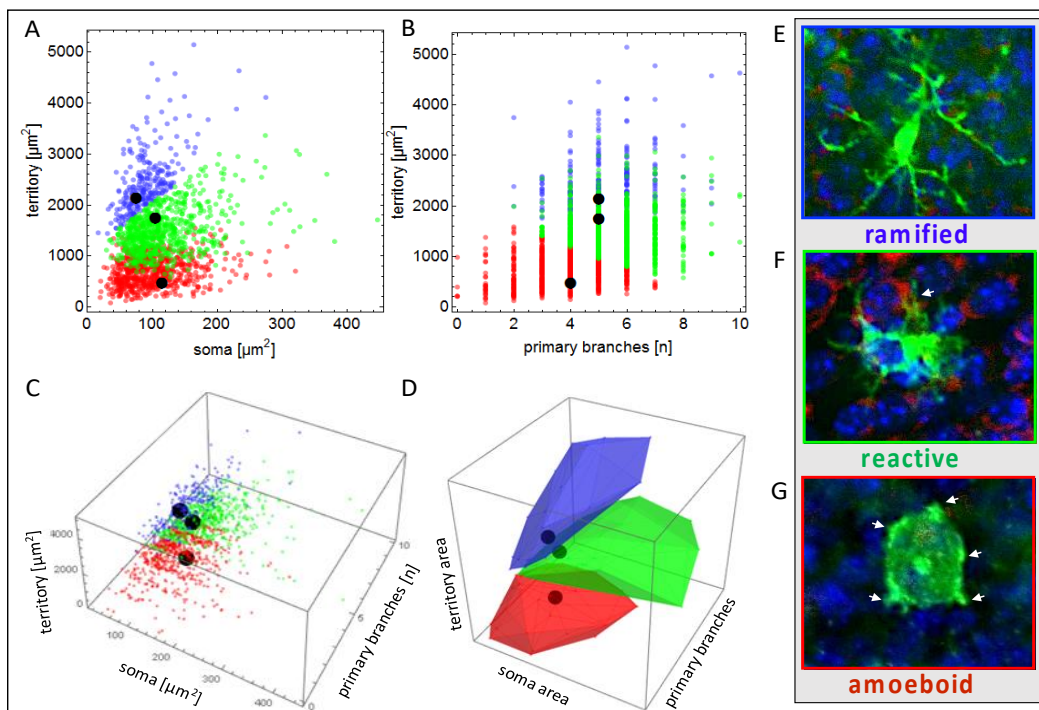 A
territory [µm²]
5000
4000
3000
2000
1000
0
0
100
200
300
400
soma [µm²]
B
territory [µm²]
5000
4000
3000
2000
1000
0
0
2
4
6
8
10
primary branches [n]
C
territory [µm²]
4000
2000
0
100
200
300
400
soma [µm²]
0
5
10
primary branches [n]
D
territory area
soma area
primary branches
E
ramified
F
reactive
G
amoeboid